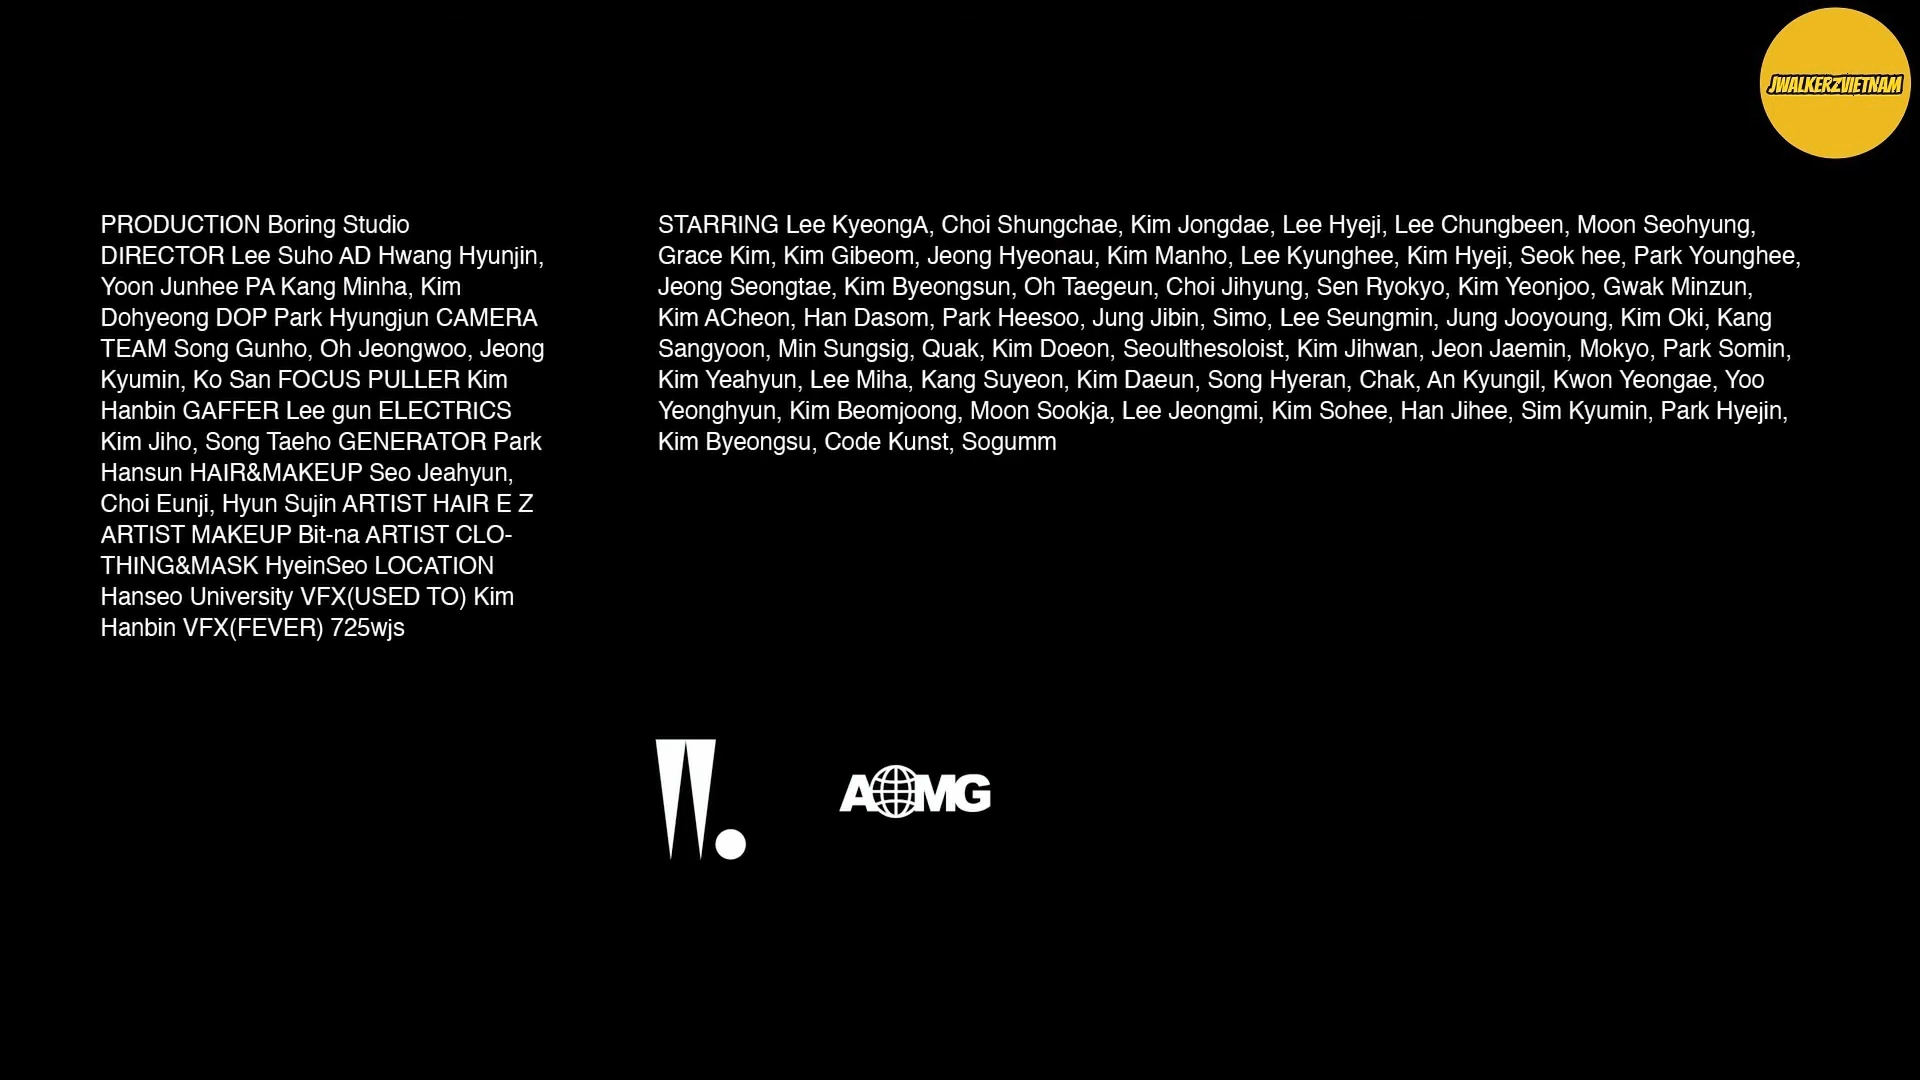 JWALKERZVIETNAM
PRODUCTION Boring Studio
DIRECTOR Lee Suho AD Hwang Hyunjin,
Yoon Junhee PA Kang Minha, Kim
Dohyeong DOP Park Hyungjun CAMERA
TEAM Song Gunho, Oh Jeongwoo, Jeong
Kyumin, Ko San FOCUS PULLER Kim
Hanbin GAFFER Lee gun ELECTRICS
Kim Jiho, Song Taeho GENERATOR Park
Hansun HAIR&MAKEUP Seo Jeahyun,
Choi Eunji, Hyun Sujin ARTIST HAIR E Z
ARTIST MAKEUP Bit-na ARTIST CLO-
THING&MASK HyeinSeo LOCATION
Hanseo University VFX(USED TO) Kim
Hanbin VFX(FEVER) 725wjs
STARRING Lee KyeongA, Choi Shungchae, Kim Jongdae, Lee Hyeji, Lee Chungbeen, Moon Seohyung,
Grace Kim, Kim Gibeom, Jeong Hyeonau, Kim Manho, Lee Kyunghee, Kim Hyeji, Seok hee, Park Younghee,
Jeong Seongtae, Kim Byeongsun, Oh Taegeun, Choi Jihyung, Sen Ryokyo, Kim Yeonjoo, Gwak Minzun,
Kim ACheon, Han Dasom, Park Heesoo, Jung Jibin, Simo, Lee Seungmin, Jung Jooyoung, Kim Oki, Kang
Sangyoon, Min Sungsig, Quak, Kim Doeon, Seoulthesoloist, Kim Jihwan, Jeon Jaemin, Mokyo, Park Somin,
Kim Yeahyun, Lee Miha, Kang Suyeon, Kim Daeun, Song Hyeran, Chak, An Kyungil, Kwon Yeongae, Yoo
Yeonghyun, Kim Beomjoong, Moon Sookja, Lee Jeongmi, Kim Sohee, Han Jihee, Sim Kyumin, Park Hyejin,
Kim Byeongsu, Code Kunst, Sogumm
W.
AOMG